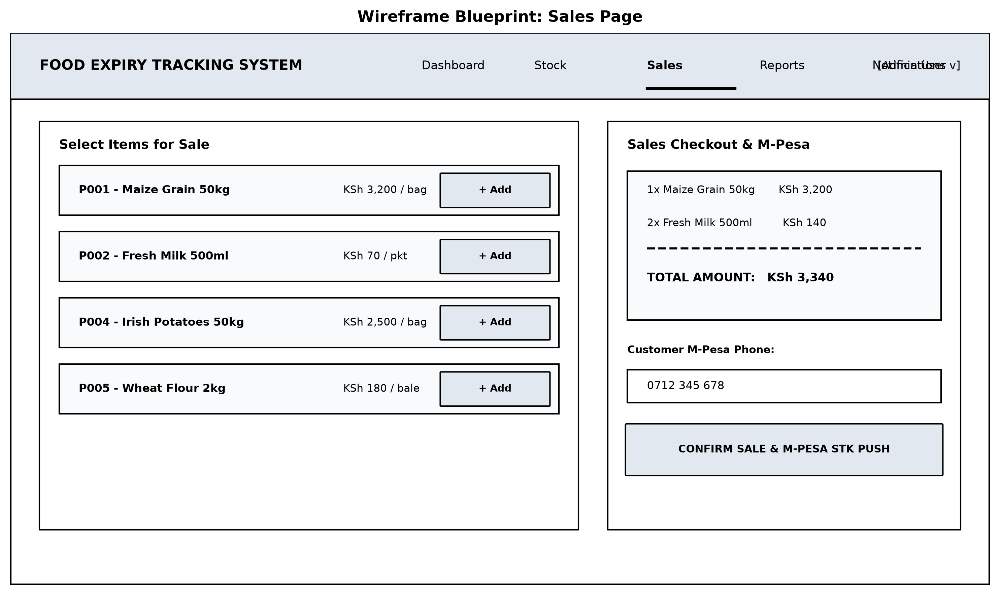 Wireframe Blueprint: Sales Page
FOOD EXPIRY TRACKING SYSTEM Dashboard Stock Sales Reports Notifications [Admin User v]
Select Items for Sale
P001 - Maize Grain 50kg KSh 3,200 / bag + Add
P002 - Fresh Milk 500ml KSh 70 / pkt + Add
P004 - Irish Potatoes 50kg KSh 2,500 / bag + Add
P005 - Wheat Flour 2kg KSh 180 / bale + Add
Sales Checkout & M-Pesa
1x Maize Grain 50kg KSh 3,200
2x Fresh Milk 500ml KSh 140
TOTAL AMOUNT: KSh 3,340
Customer M-Pesa Phone:
0712 345 678
CONFIRM SALE & M-PESA STK PUSH